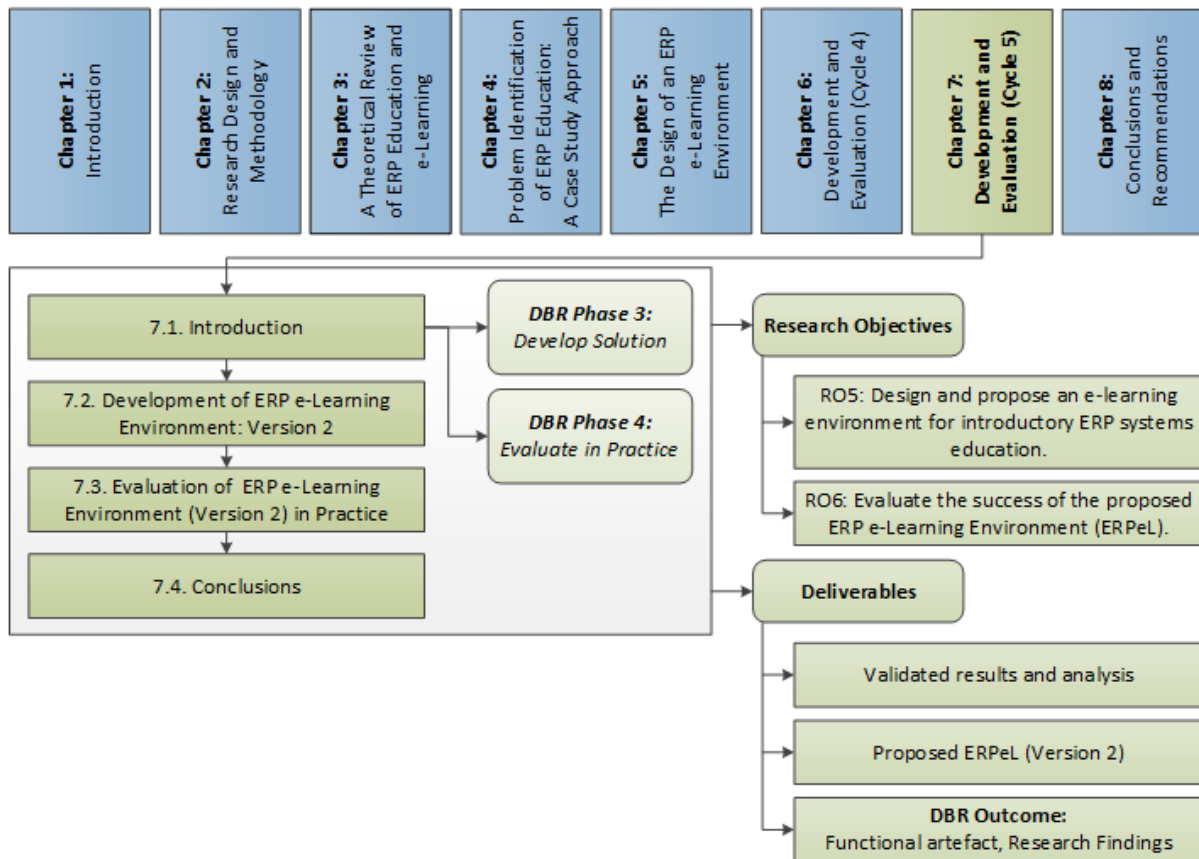 Chapter 1:
Introduction
Chapter 2:
Research Design and
Methodology
Chapter 3:
A Theoretical Review
of ERP Education and
e-Learning
Chapter 4:
Problem Identification
of ERP Education:
A Case Study Approach
Chapter 5:
The Design of an ERP
e-Learning
Environment
Chapter 6:
Development and
Evaluation (Cycle 4)
Chapter 7:
Development and
Evaluation (Cycle 5)
Chapter 8:
Conclusions and
Recommendations
7.1. Introduction
7.2. Development of ERP e-Learning
Environment: Version 2
7.3. Evaluation of ERP e-Learning
Environment (Version 2) in Practice
7.4. Conclusions
DBR Phase 3:
Develop Solution
DBR Phase 4:
Evaluate in Practice
Research Objectives
RO5: Design and propose an e-learning
environment for introductory ERP systems
education.
RO6: Evaluate the success of the proposed
ERP e-Learning Environment (ERPeL).
Deliverables
Validated results and analysis
Proposed ERPeL (Version 2)
DBR Outcome:
Functional artefact, Research Findings